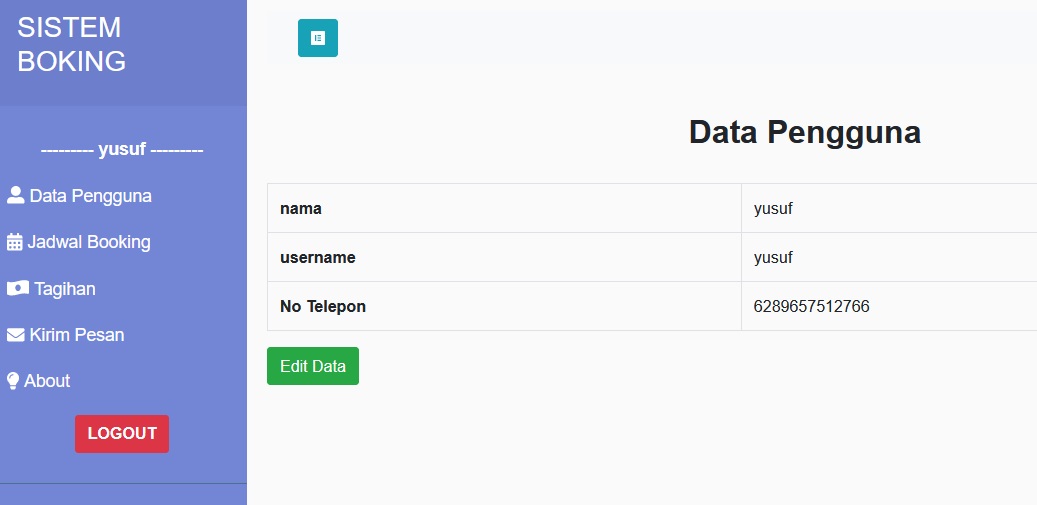 SISTEM
BOKING
--------- yusuf ---------
Data Pengguna
Jadwal Booking
Tagihan
Kirim Pesan
About
LOGOUT
Data Pengguna
nama yusuf
username yusuf
No Telepon 6289657512766
Edit Data